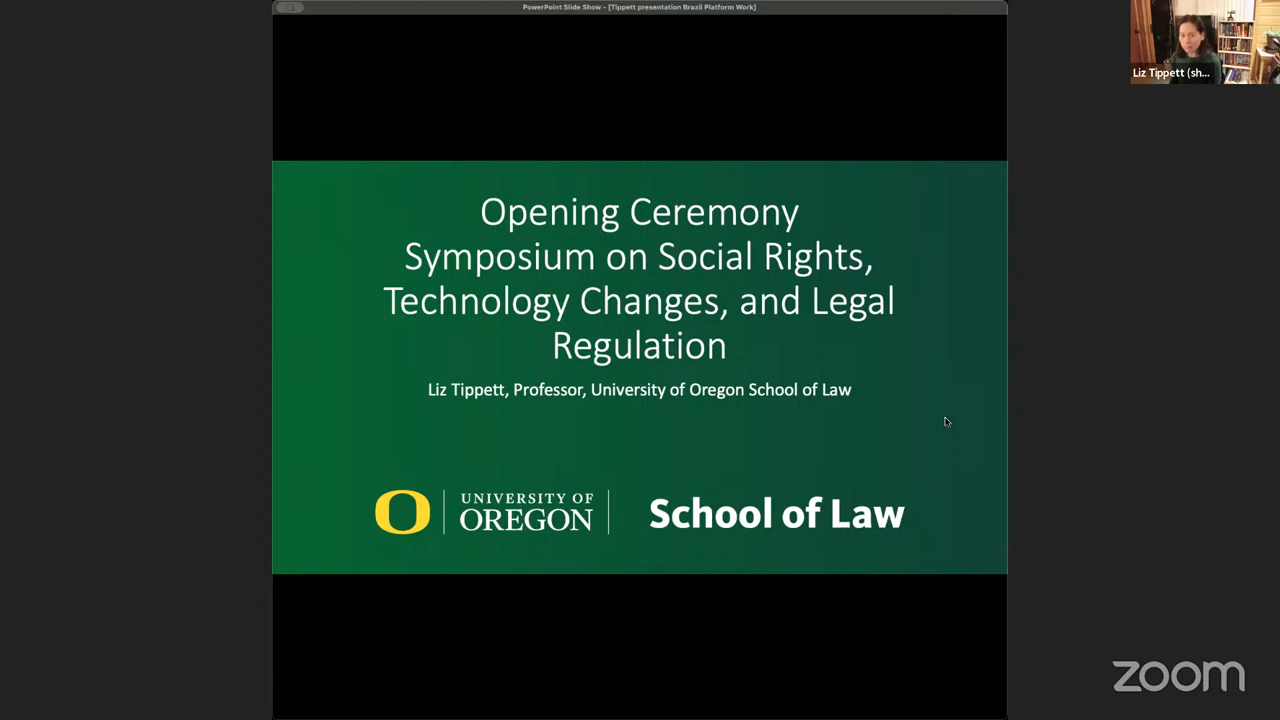 PowerPoint Slide Show - [Tippett presentation Brazil Platform Work]
Liz Tippett (sh...
Opening Ceremony
Symposium on Social Rights,
Technology Changes, and Legal
Regulation
Liz Tippett, Professor, University of Oregon School of Law
O
UNIVERSITY OF
OREGON
School of Law
zoom